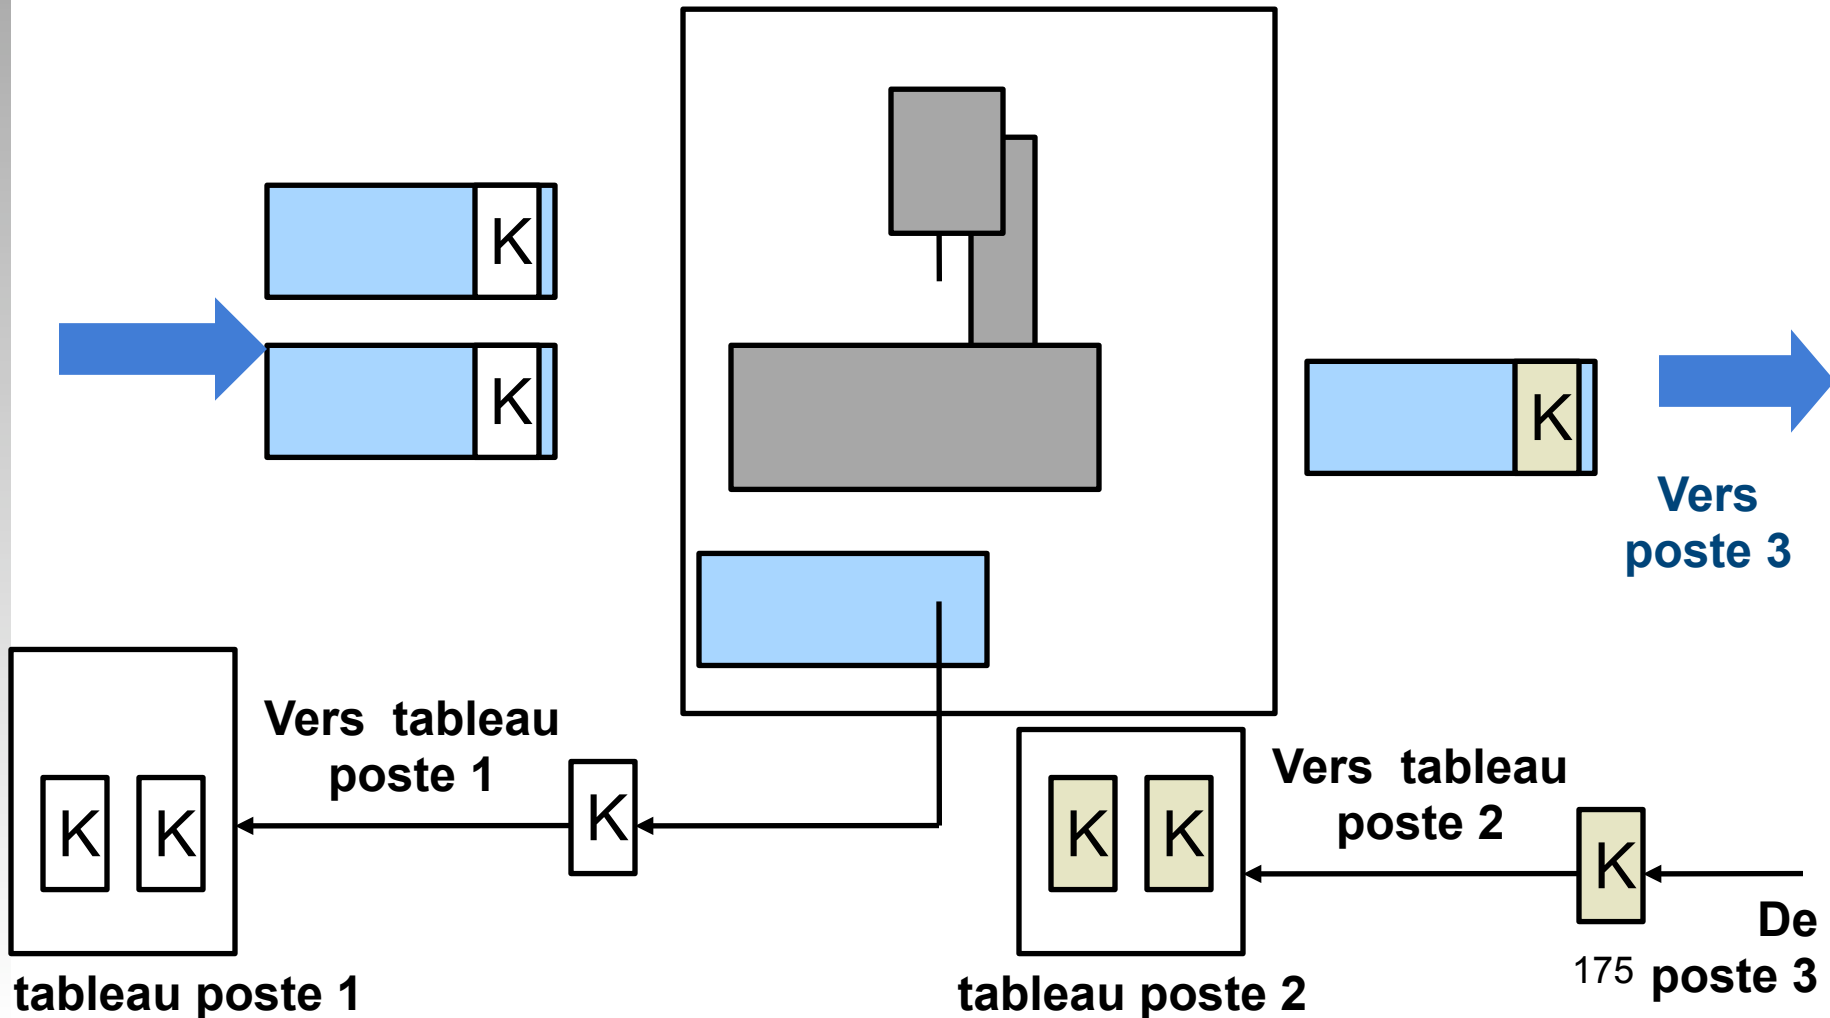 K
K
K
Vers
poste 3
Vers tableau
poste 1
K
K K
tableau poste 1
Vers tableau
poste 2
K K
K
tableau poste 2
De
poste 3
175